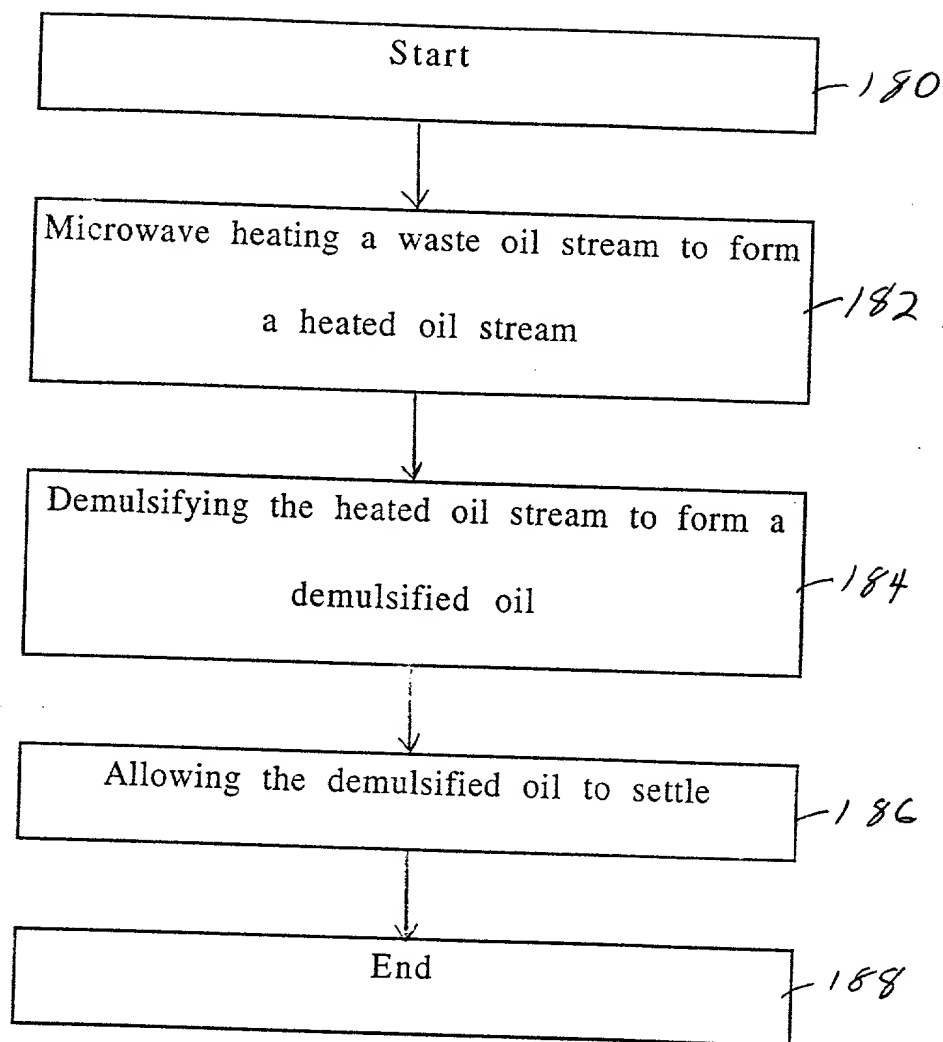 Start
180
Microwave heating a waste oil stream to form
a heated oil stream
182
Demulsifying the heated oil stream to form a
demulsified oil
184
Allowing the demulsified oil to settle
186
End
188